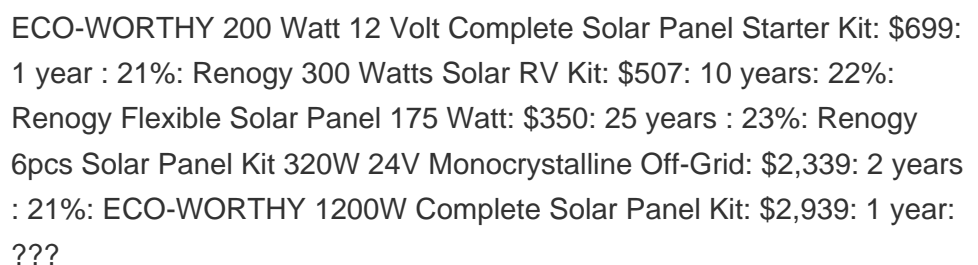 ECO-WORTHY 200 Watt 12 Volt Complete Solar Panel Starter Kit: $699:
1 year : 21%: Renogy 300 Watts Solar RV Kit: $507: 10 years: 22%:
Renogy Flexible Solar Panel 175 Watt: $350: 25 years : 23%: Renogy
6pcs Solar Panel Kit 320W 24V Monocrystalline Off-Grid: $2,339: 2 years
: 21%: ECO-WORTHY 1200W Complete Solar Panel Kit: $2,939: 1 year:
???